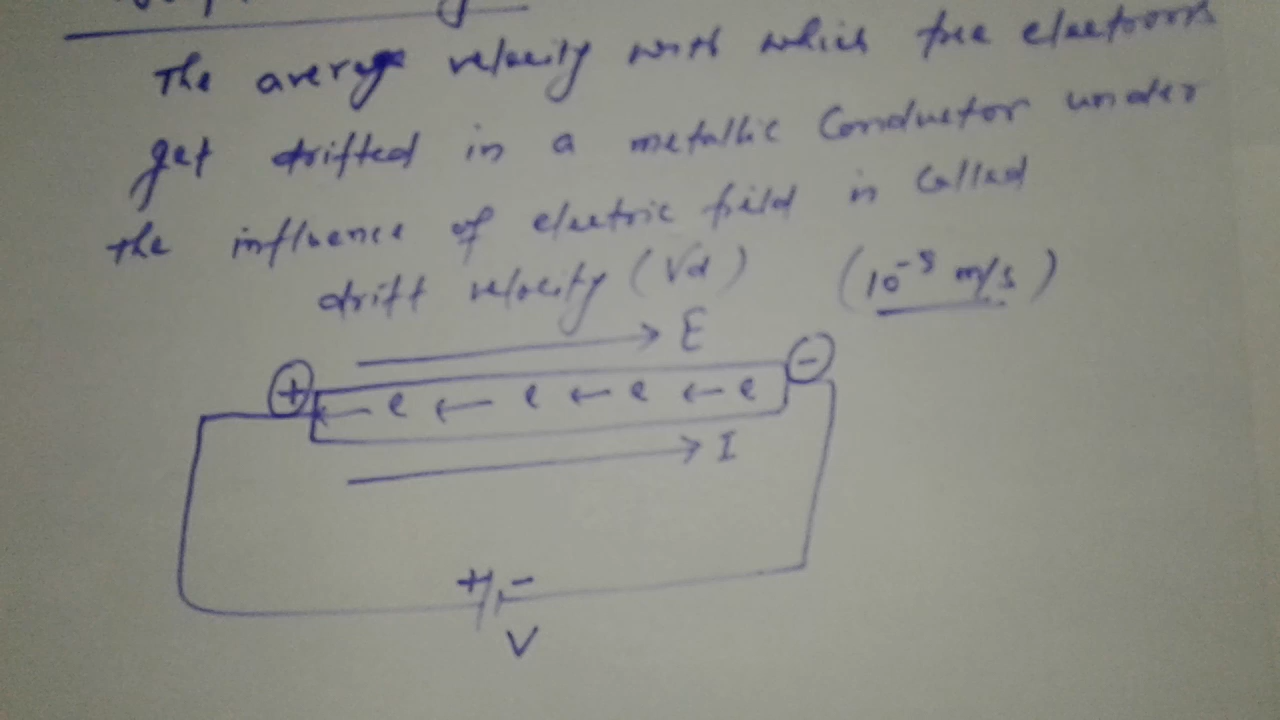 The average velocity with which free electrons
get drifted in a metallic Conductor under
the influence of electric field is called
drift velocity (Vd) (10⁻³ m/s)
E
+ -
e e e e
I
+ -
V